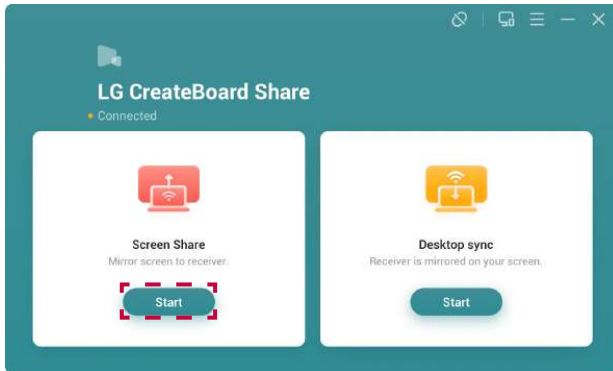 LG CreateBoard Share
Connected
Screen Share
Mirror screen to receiver.
Start
Desktop sync
Receiver is mirrored on your screen.
Start